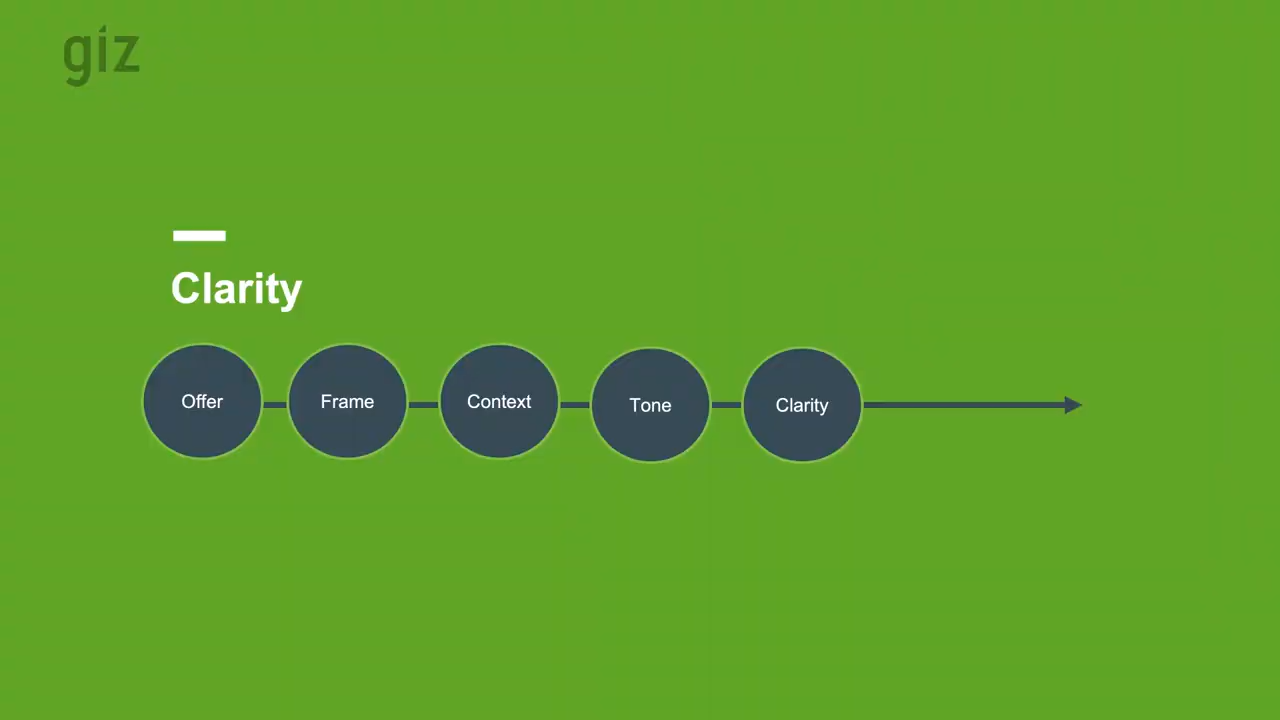 giz
Clarity
Offer
Frame
Context
Tone
Clarity